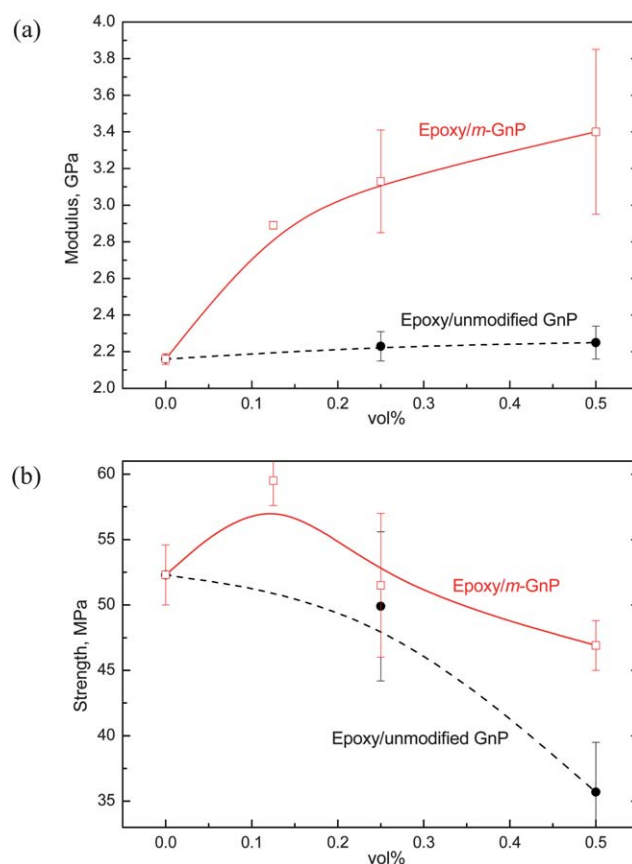 (a)
4.0
3.8
3.6
3.4
3.2
3.0
2.8
2.6
2.4
2.2
2.0
Modulus, GPa
Epoxy/m-GnP
Epoxy/unmodified GnP
0.0 0.1 0.2 0.3 0.4 0.5
vol%
(b)
60
55
50
45
40
35
Strength, MPa
Epoxy/m-GnP
Epoxy/unmodified GnP
0.0 0.1 0.2 0.3 0.4 0.5
vol%